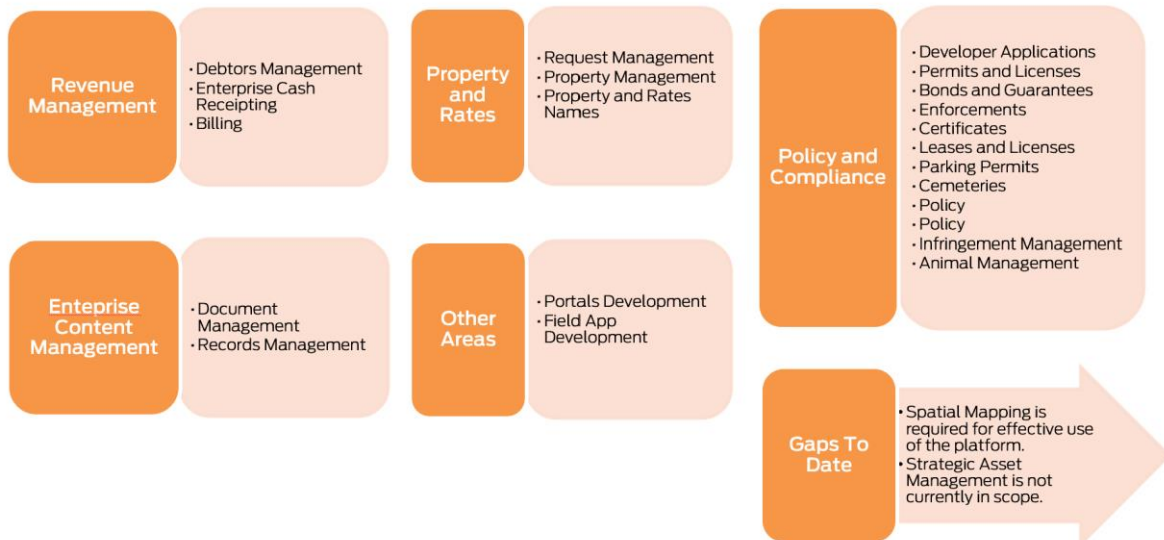 Revenue
Management
· Debtors Management
· Enterprise Cash
Receipting
· Billing
Property
and
Rates
· Request Management
· Property Management
· Property and Rates
Names
Policy and
Compliance
· Developer Applications
· Permits and Licenses
· Bonds and Guarantees
· Enforcements
· Certificates
· Leases and Licenses
· Parking Permits
· Cemeteries
· Policy
· Policy
· Infringement Management
· Animal Management
Enteprise
Content
Management
· Document
Management
· Records Management
Other
Areas
· Portals Development
· Field App
Development
Gaps To
Date
• Spatial Mapping is
required for effective use
of the platform.
• Strategic Asset
Management is not
currently in scope.